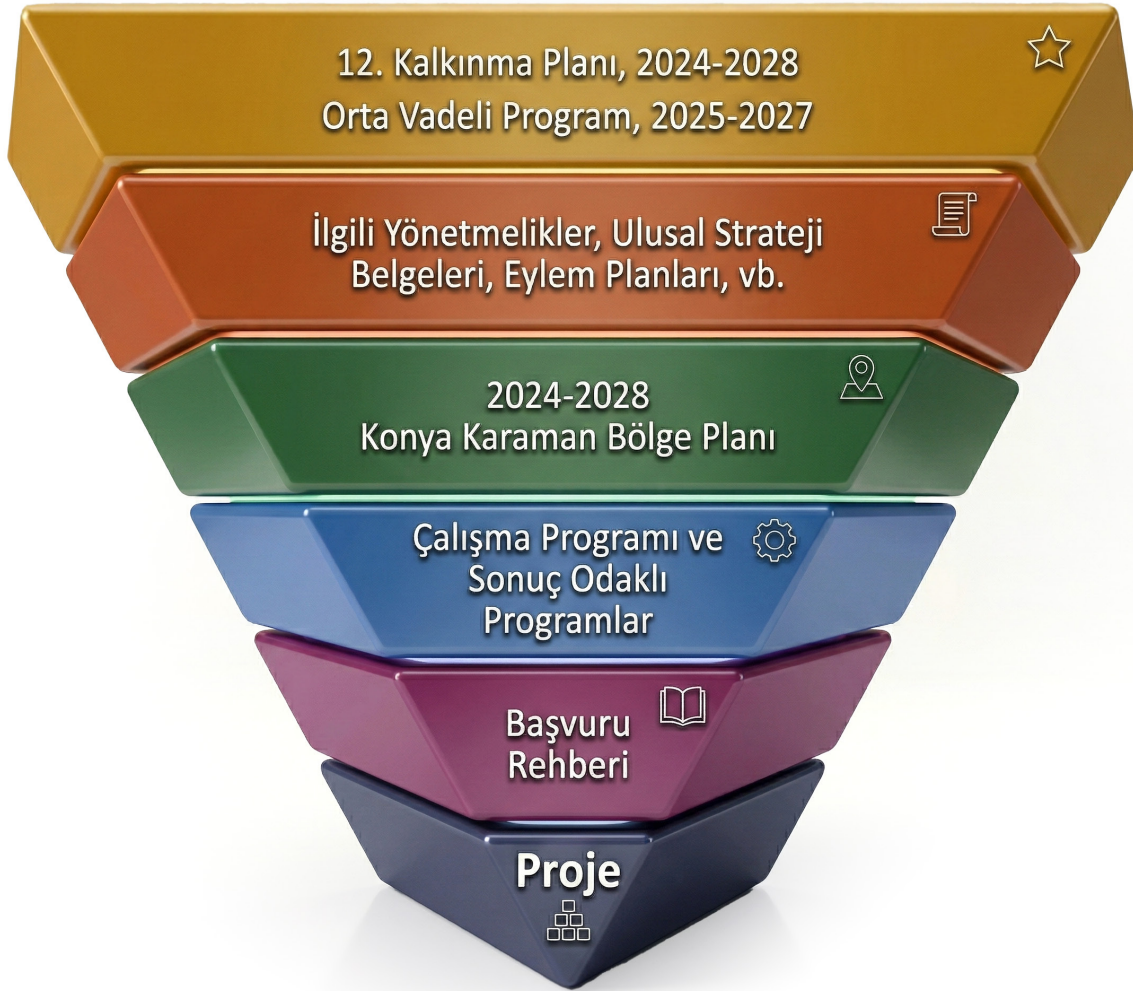 12. Kalkınma Planı, 2024-2028
Orta Vadeli Program, 2025-2027
İlgili Yönetmelikler, Ulusal Strateji
Belgeleri, Eylem Planları, vb.
2024-2028
Konya Karaman Bölge Planı
Çalışma Programı ve
Sonuç Odaklı
Programlar
Başvuru
Rehberi
Proje